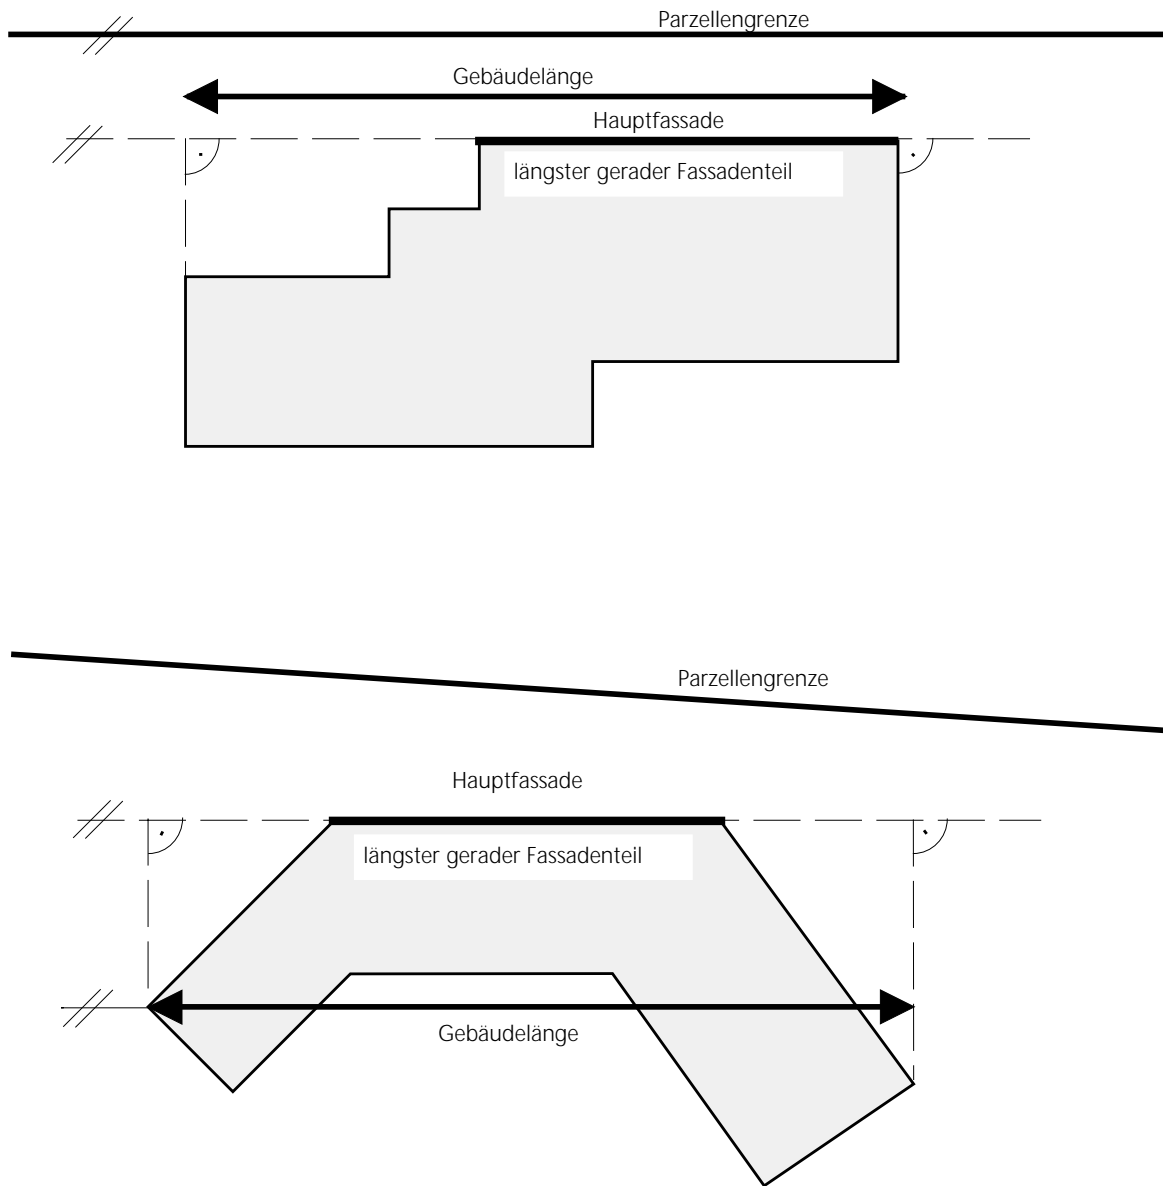 Parzellengrenze
Gebäudelänge
Hauptfassade
längster gerader Fassadenteil
Parzellengrenze
Hauptfassade
längster gerader Fassadenteil
Gebäudelänge